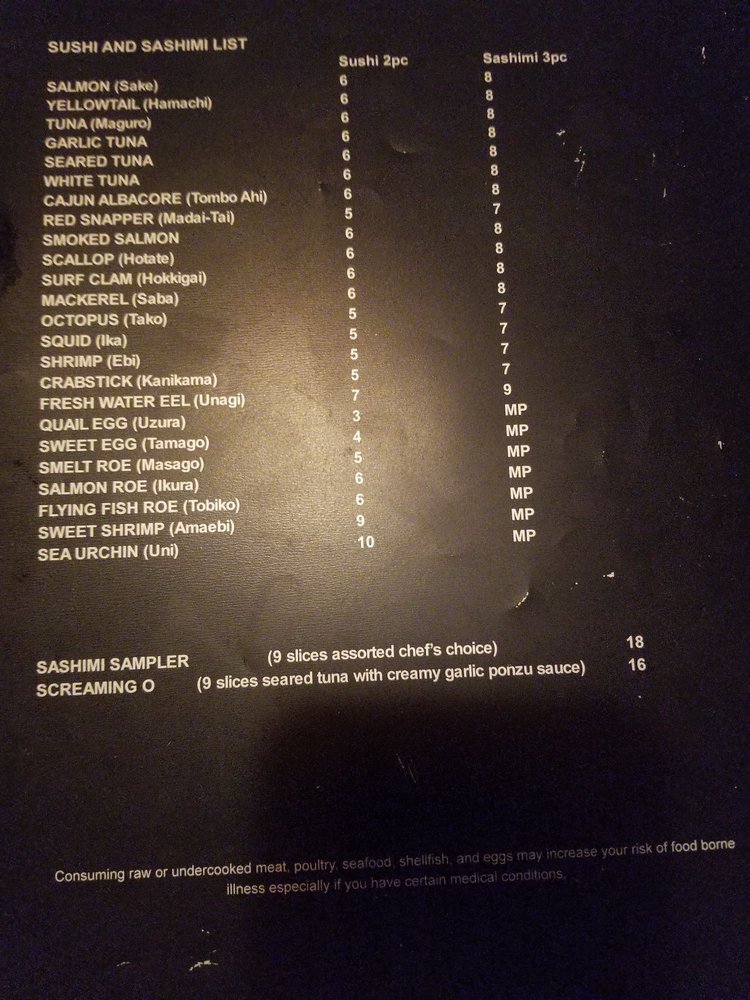 SUSHI AND SASHIMI LIST
Sushi 2pc Sashimi 3pc
SALMON (Sake) 6 8
YELLOWTAIL (Hamachi) 6 8
TUNA (Maguro) 6 8
GARLIC TUNA 6 8
SEARED TUNA 6 8
WHITE TUNA 6 8
CAJUN ALBACORE (Tombo Ahi) 6 8
RED SNAPPER (Madai-Tai) 5 7
SMOKED SALMON 6 8
SCALLOP (Hotate) 6 8
SURF CLAM (Hokkigai) 6 8
MACKEREL (Saba) 6 8
OCTOPUS (Tako) 5 7
SQUID (Ika) 5 7
SHRIMP (Ebi) 5 7
CRABSTICK (Kanikama) 5 7
FRESH WATER EEL (Unagi) 7 9
QUAIL EGG (Uzura) 3 MP
SWEET EGG (Tamago) 4 MP
SMELT ROE (Masago) 5 MP
SALMON ROE (Ikura) 6 MP
FLYING FISH ROE (Tobiko) 6 MP
SWEET SHRIMP (Amaebi) 9 MP
SEA URCHIN (Uni) 10 MP
SASHIMI SAMPLER (9 slices assorted chef's choice) 18
SCREAMING O (9 slices seared tuna with creamy garlic ponzu sauce) 16
Consuming raw or undercooked meat, poultry, seafood, shellfish, and eggs may increase your risk of food borne
illness especially if you have certain medical conditions.